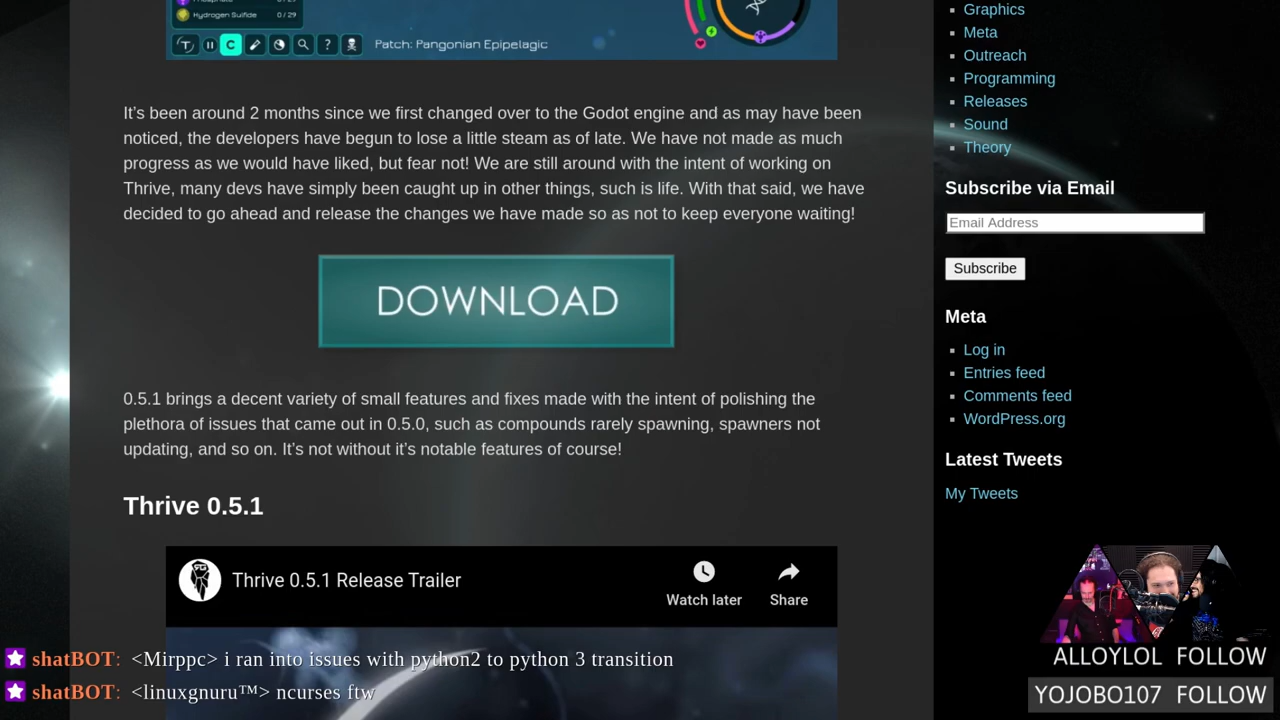 Hydrogen Sulfide 0 / 29
T C ? Patch: Pangonian Epipelagic
It’s been around 2 months since we first changed over to the Godot engine and as may have been
noticed, the developers have begun to lose a little steam as of late. We have not made as much
progress as we would have liked, but fear not! We are still around with the intent of working on
Thrive, many devs have simply been caught up in other things, such is life. With that said, we have
decided to go ahead and release the changes we have made so as not to keep everyone waiting!
DOWNLOAD
0.5.1 brings a decent variety of small features and fixes made with the intent of polishing the
plethora of issues that came out in 0.5.0, such as compounds rarely spawning, spawners not
updating, and so on. It’s not without it’s notable features of course!
Thrive 0.5.1
Thrive 0.5.1 Release Trailer
Watch later Share
Graphics
Meta
Outreach
Programming
Releases
Sound
Theory
Subscribe via Email
Email Address
Subscribe
Meta
Log in
Entries feed
Comments feed
WordPress.org
Latest Tweets
My Tweets
shatBOT: <Mirppc> i ran into issues with python2 to python 3 transition
shatBOT: <linuxgnuru™> ncurses ftw
ALLOYLOL FOLLOW
YOJOBO107 FOLLOW